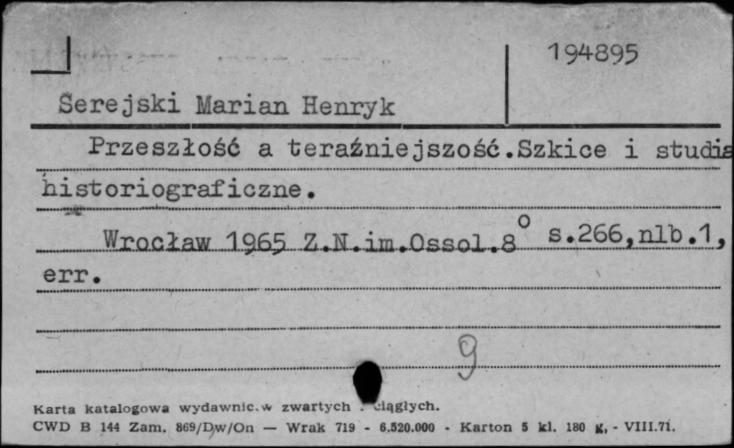 194895
Serejski Marian Henryk
Przeszłość a teraźniejszość.Szkice i studia
historiograficzne.
Wrocław 1965 Z.N.im.Ossol.8° s.266,nlb.1,
err.
9
Karta katalogowa wydawnic.w zwartych ciągłych.
CWD B 144 Zam. 869/Dw/On — Wrak 719 - 6.520.000 - Karton 5 kl. 180 g, - VIII.71.